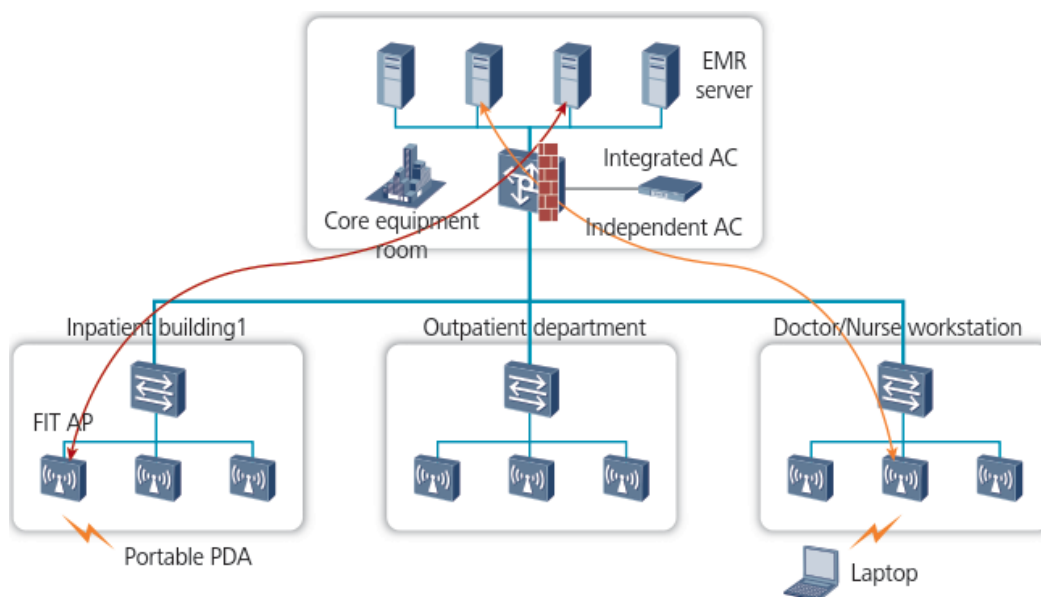 EMR
server
Integrated AC
Core equipment
room
Independent AC
Inpatient building1
Outpatient department
Doctor/Nurse workstation
FIT AP
Portable PDA
Laptop